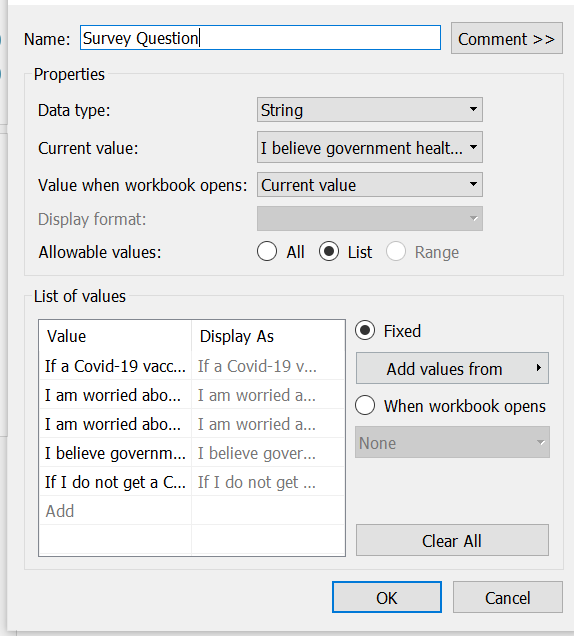 Name: Survey Question Comment >>
Properties
Data type: String
Current value: I believe government healt...
Value when workbook opens: Current value
Display format:
Allowable values: All List Range
List of values
Value Display As
If a Covid-19 vacc... If a Covid-19 v...
I am worried abo... I am worried a...
I am worried abo... I am worried a...
I believe governm... I believe gover...
If I do not get a C... If I do not get ...
Add
Fixed
Add values from
When workbook opens
None
Clear All
OK Cancel